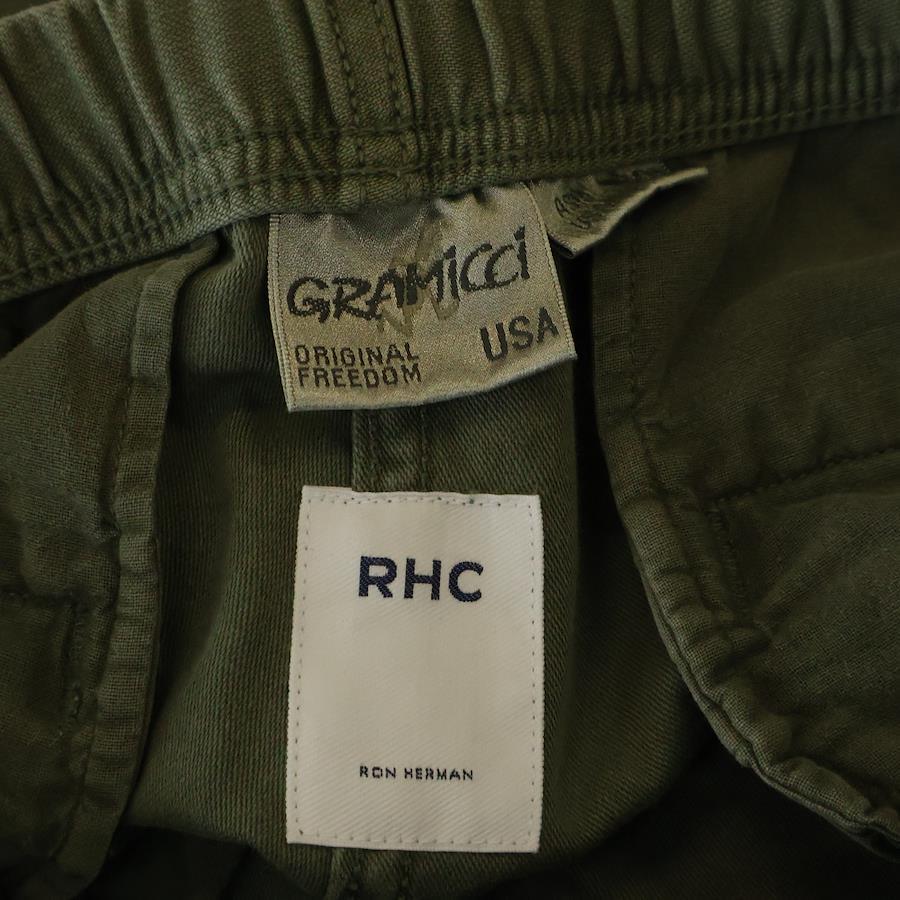 GRAMICCI
ORIGINAL
FREEDOM
USA
RHC
RON HERMAN